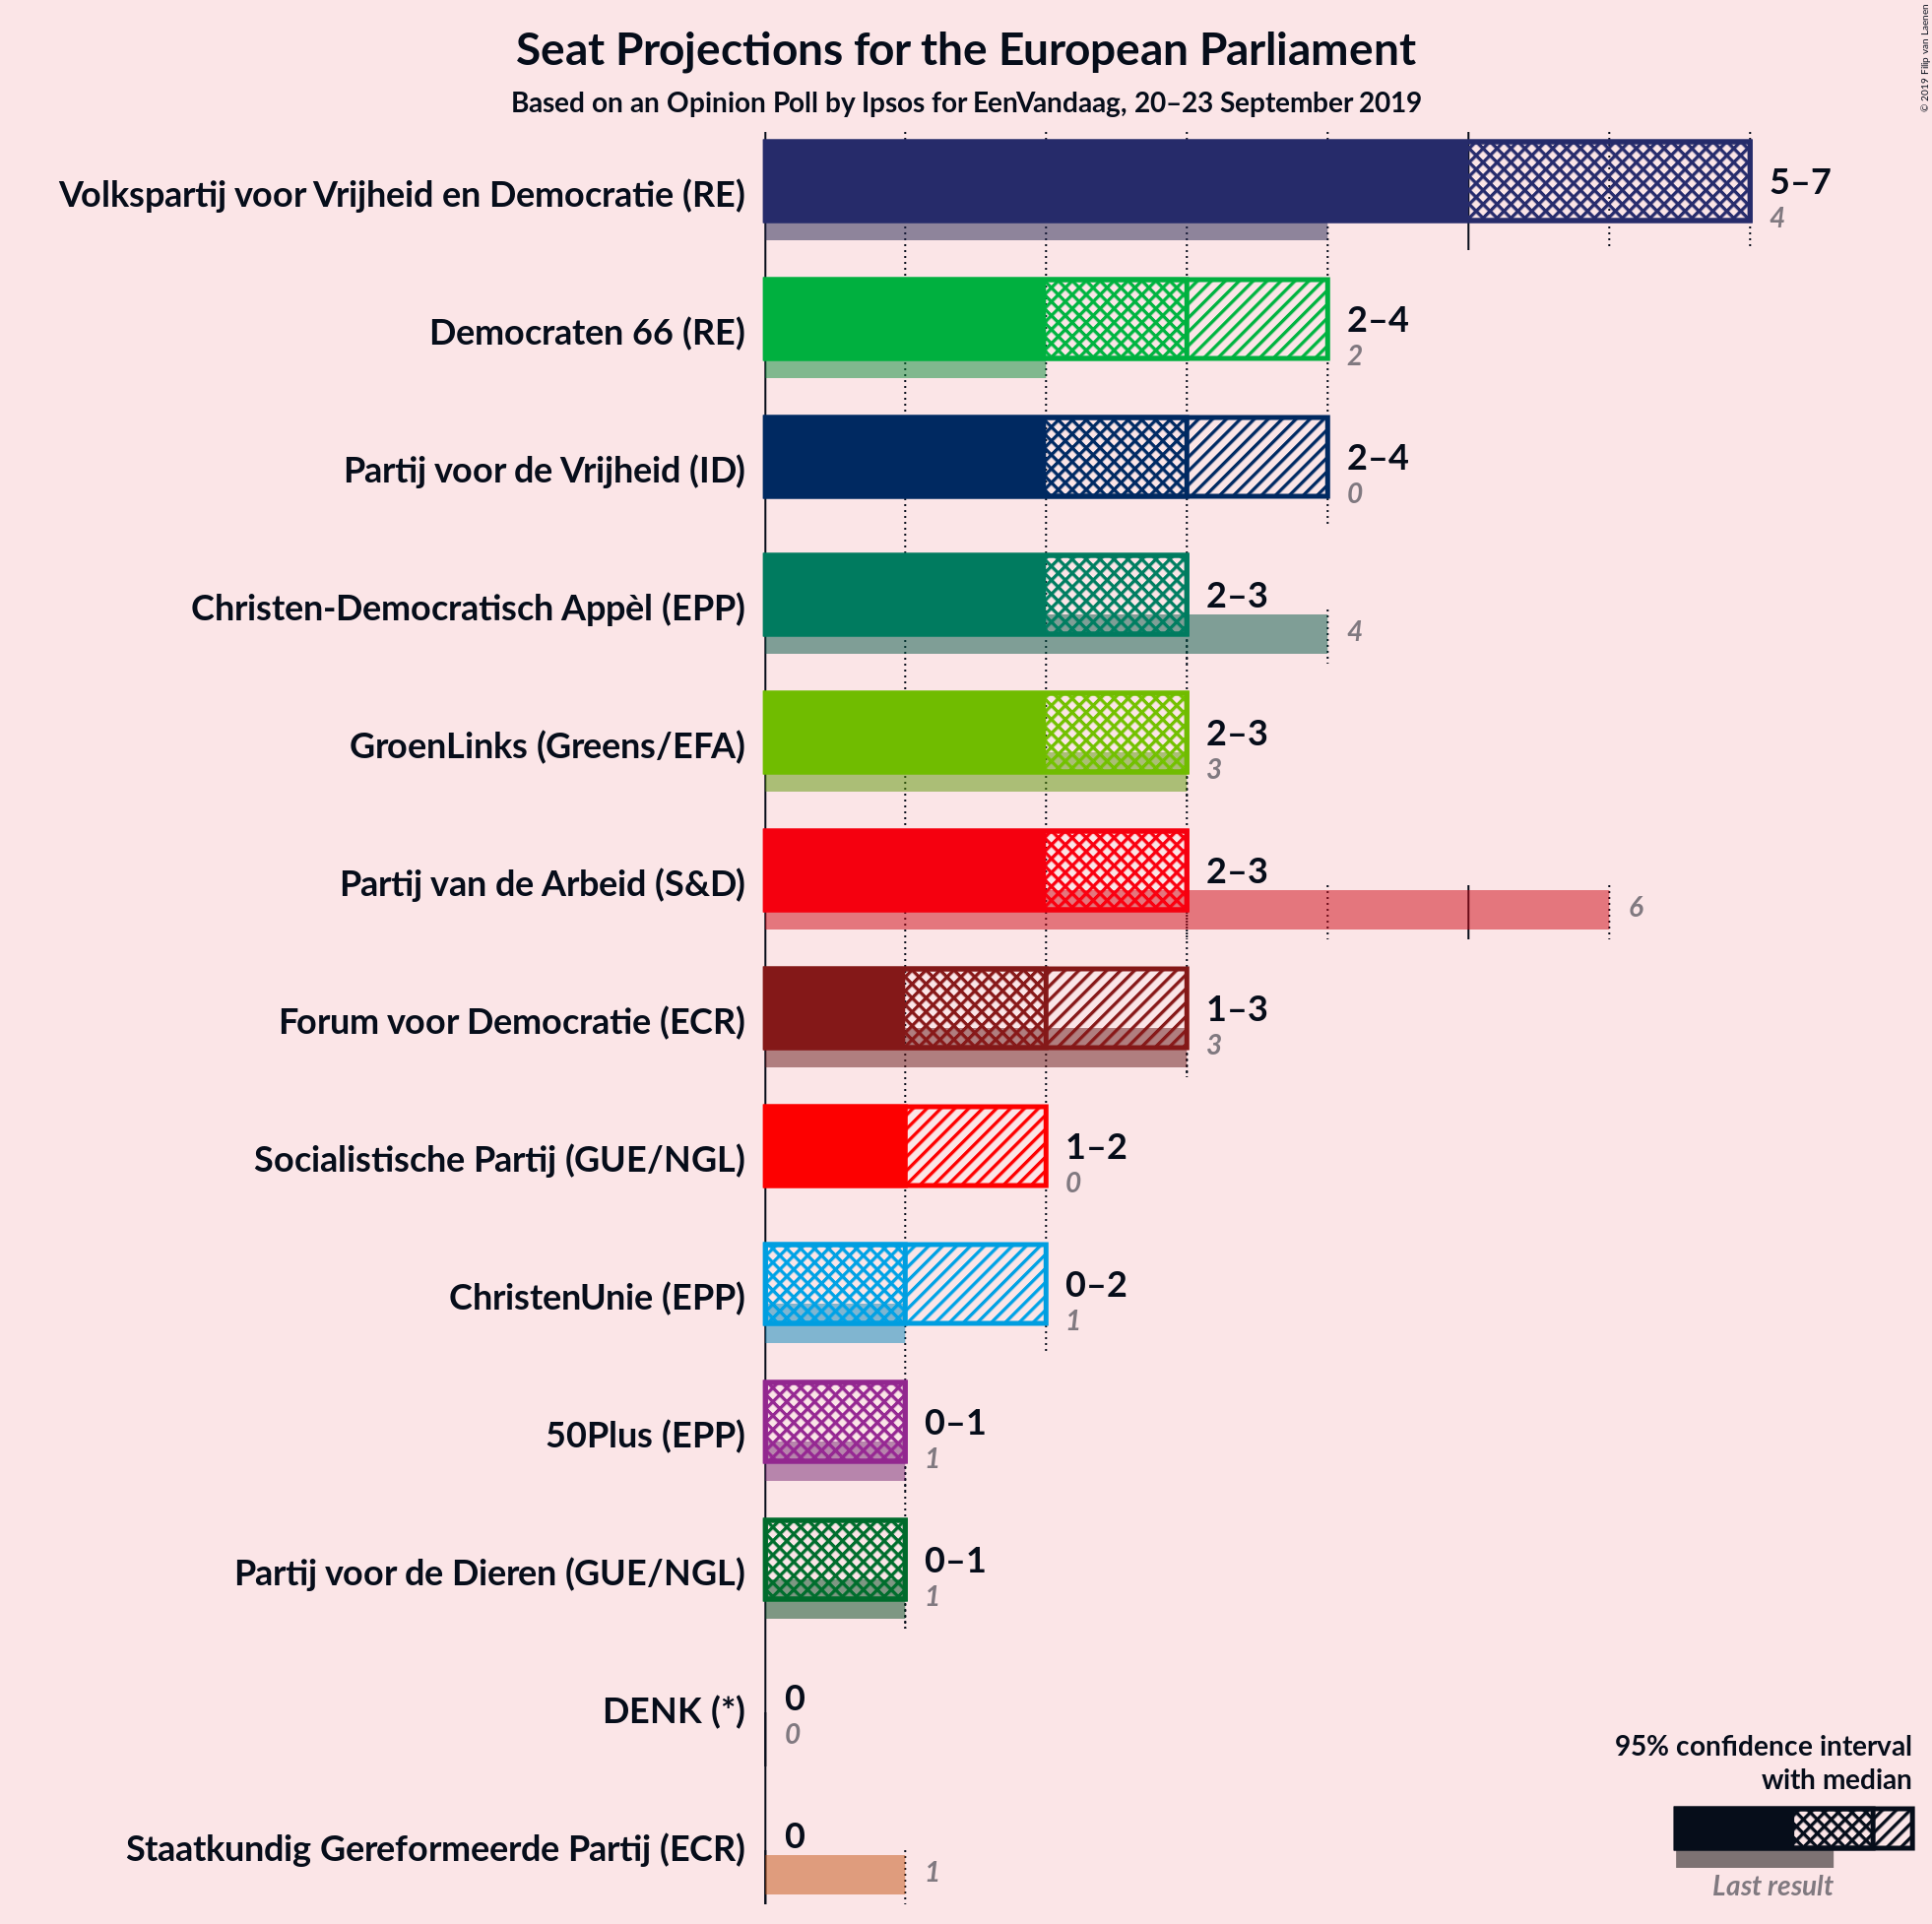 Seat Projections for the European Parliament
Based on an Opinion Poll by Ipsos for EenVandaag, 20–23 September 2019
© 2019 Filip van Laenen
Volkspartij voor Vrijheid en Democratie (RE)
5–7
4
Democraten 66 (RE)
2–4
2
Partij voor de Vrijheid (ID)
2–4
0
Christen-Democratisch Appèl (EPP)
2–3
4
GroenLinks (Greens/EFA)
2–3
3
Partij van de Arbeid (S&D)
2–3
6
Forum voor Democratie (ECR)
1–3
3
Socialistische Partij (GUE/NGL)
1–2
0
ChristenUnie (EPP)
0–2
1
50Plus (EPP)
0–1
1
Partij voor de Dieren (GUE/NGL)
0–1
1
DENK (*)
0
0
Staatkundig Gereformeerde Partij (ECR)
0
1
95% confidence interval
with median
Last result